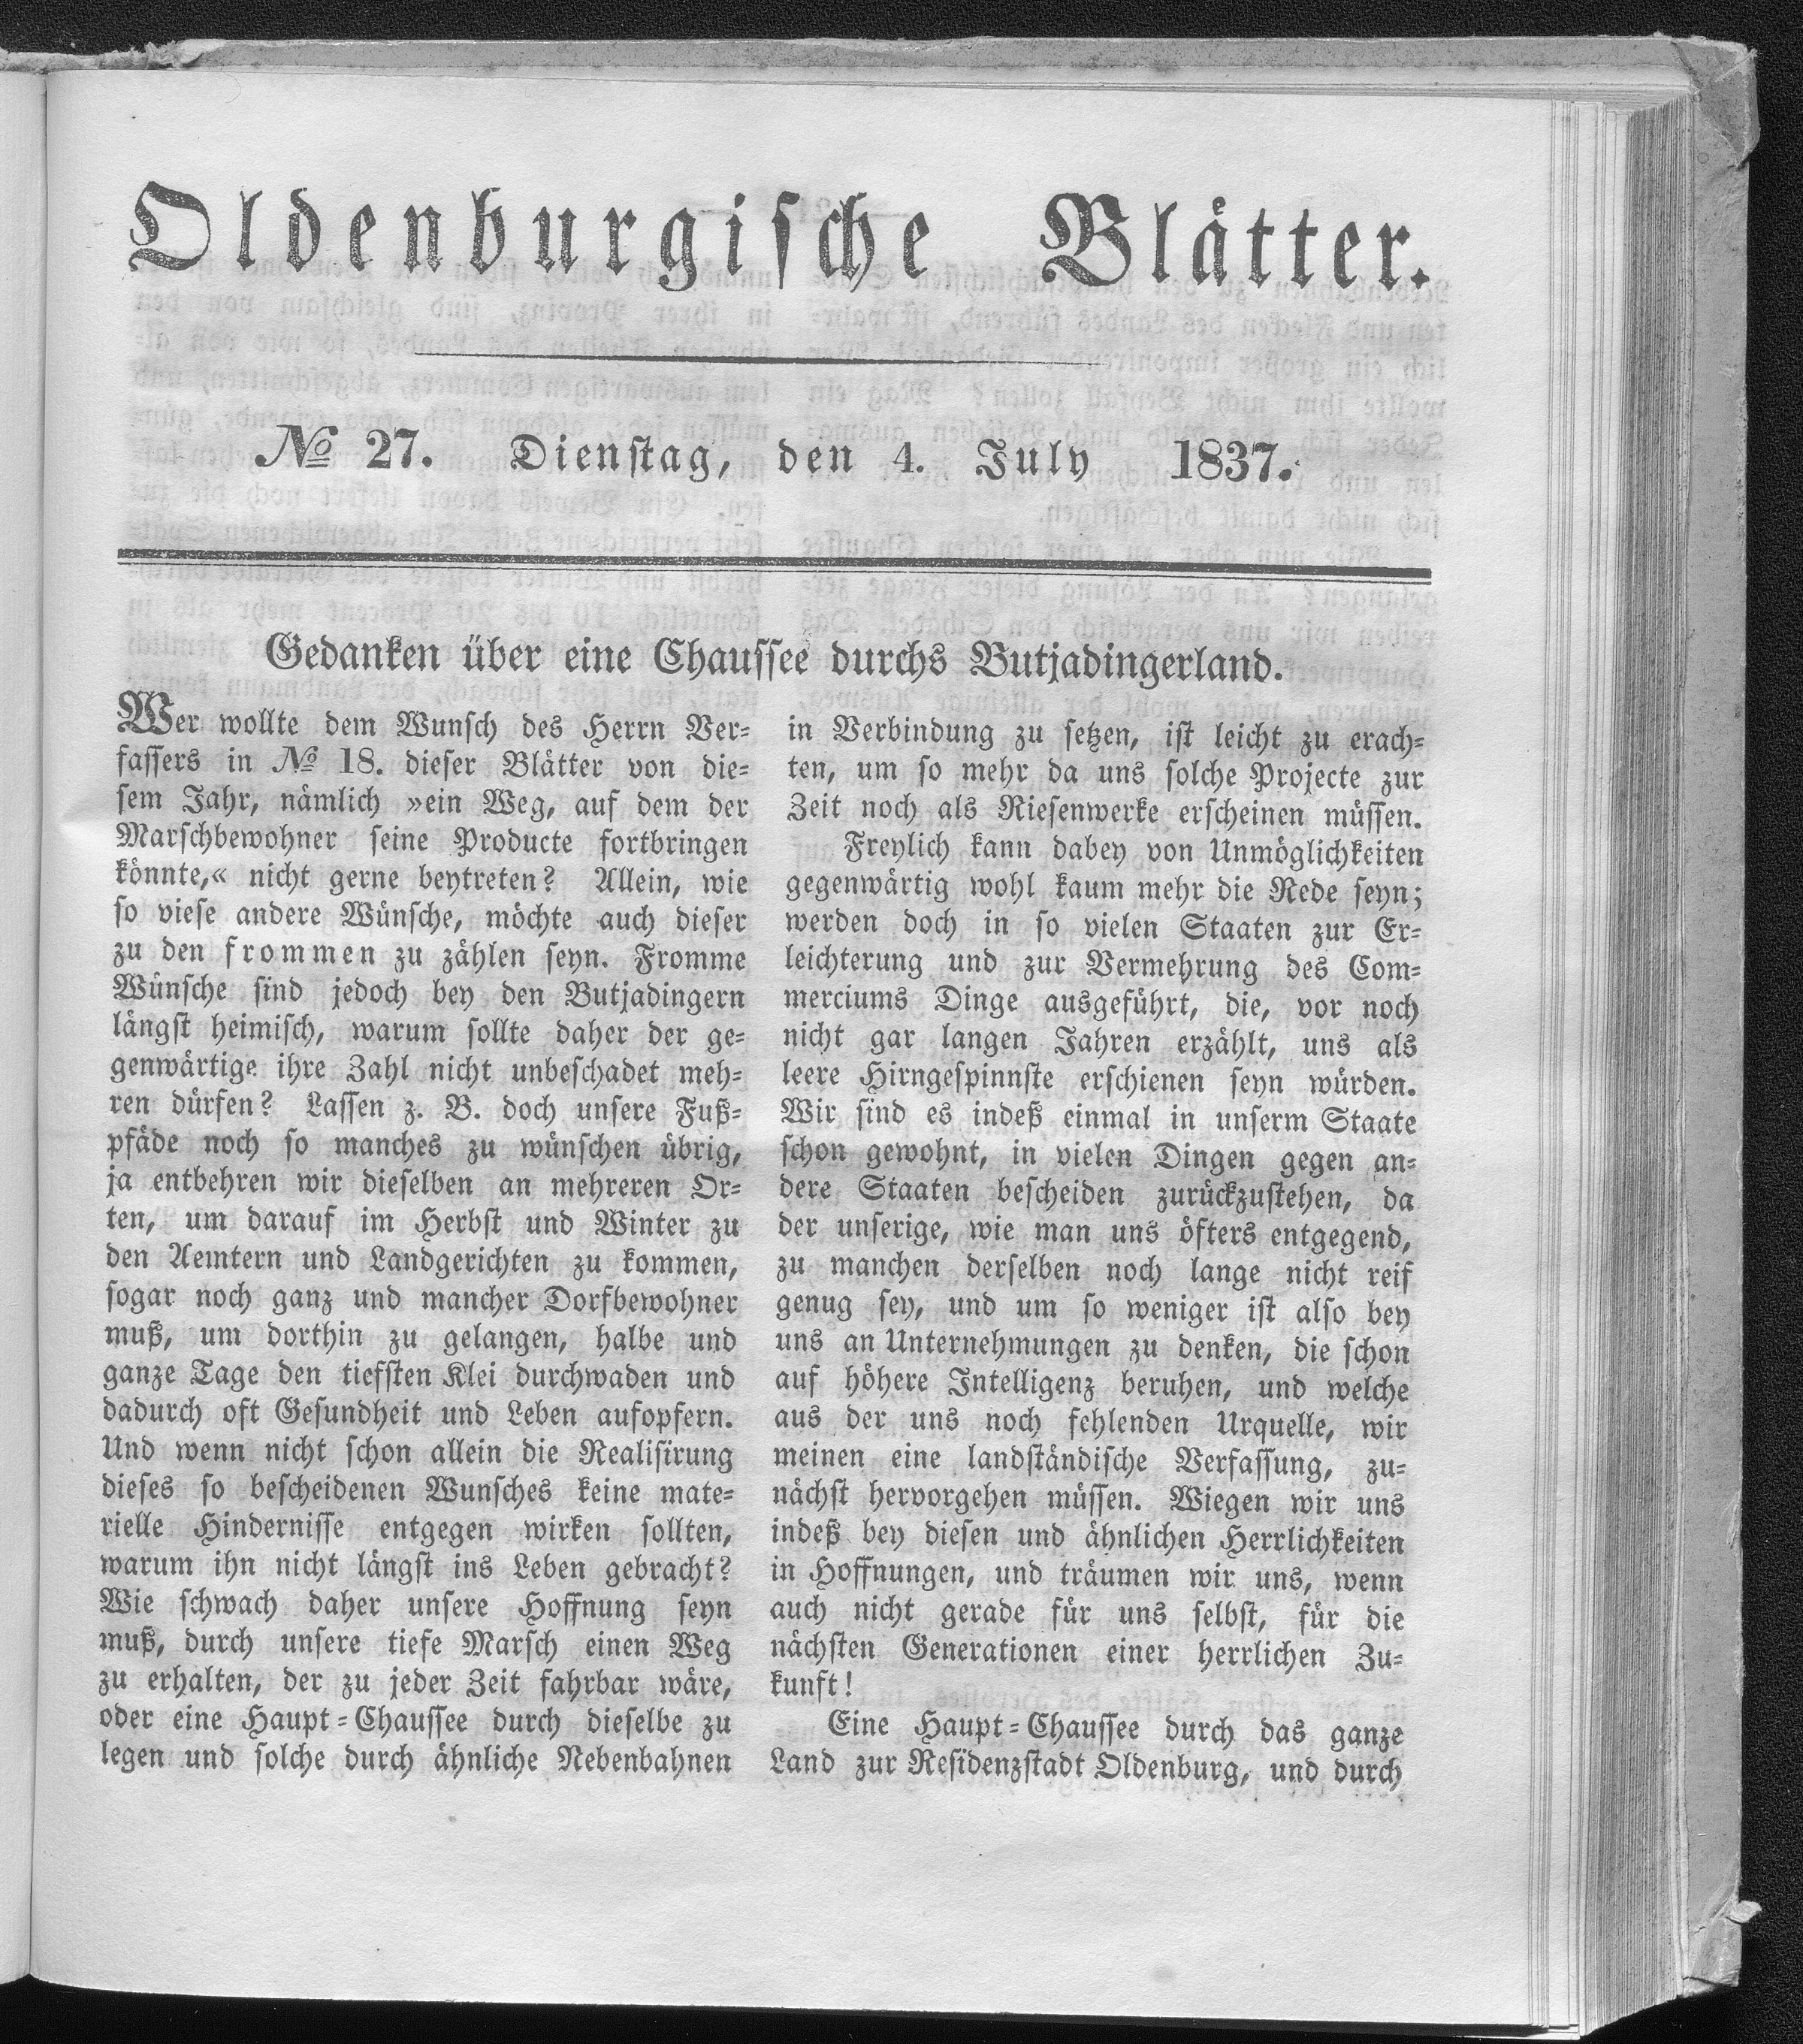 Oldenburgische Blätter.
№ 27. Dienstag, den 4. July 1837.
Gedanken über eine Chaussee durchs Butjadingerland.
Wer wollte dem Wunsch des Herrn Ver=
fassers in № 18. dieser Blätter von die=
sem Jahr, nämlich »ein Weg, auf dem der
Marschbewohner seine Producte fortbringen
könnte,« nicht gerne beytreten? Allein, wie
so viese andere Wünsche, möchte auch dieser
zu den frommen zu zählen seyn. Fromme
Wünsche sind jedoch bey den Butjadingern
längst heimisch, warum sollte daher der ge=
genwärtige ihre Zahl nicht unbeschadet meh=
ren dürfen? Lassen z. B. doch unsere Fuß=
pfäde noch so manches zu wünschen übrig,
ja entbehren wir dieselben an mehreren Or=
ten, um darauf im Herbst und Winter zu
den Aemtern und Landgerichten zu kommen,
sogar noch ganz und mancher Dorfbewohner
muß, um dorthin zu gelangen, halbe und
ganze Tage den tiefsten Klei durchwaden und
dadurch oft Gesundheit und Leben aufopfern.
Und wenn nicht schon allein die Realisirung
dieses so bescheidenen Wunsches keine mate=
rielle Hindernisse entgegen wirken sollten,
warum ihn nicht längst ins Leben gebracht?
Wie schwach daher unsere Hoffnung seyn
muß, durch unsere tiefe Marsch einen Weg
zu erhalten, der zu jeder Zeit fahrbar wäre,
oder eine Haupt=Chaussee durch dieselbe zu
legen und solche durch ähnliche Nebenbahnen
in Verbindung zu setzen, ist leicht zu erach=
ten, um so mehr da uns solche Projecte zur
Zeit noch als Riesenwerke erscheinen müssen.
Freylich kann dabey von Unmöglichkeiten
gegenwärtig wohl kaum mehr die Rede seyn;
werden doch in so vielen Staaten zur Er=
leichterung und zur Vermehrung des Com=
merciums Dinge ausgeführt, die, vor noch
nicht gar langen Jahren erzählt, uns als
leere Hirngespinnste erschienen seyn würden.
Wir sind es indeß einmal in unserm Staate
schon gewohnt, in vielen Dingen gegen an=
dere Staaten bescheiden zurückzustehen, da
der unserige, wie man uns öfters entgegend,
zu manchen derselben noch lange nicht reif
genug sey, und um so weniger ist also bey
uns an Unternehmungen zu denken, die schon
auf höhere Intelligenz beruhen, und welche
aus der uns noch fehlenden Urquelle, wir
meinen eine landständische Verfassung, zu=
nächst hervorgehen müssen. Wiegen wir uns
indeß bey diesen und ähnlichen Herrlichkeiten
in Hoffnungen, und träumen wir uns, wenn
auch nicht gerade für uns selbst, für die
nächsten Generationen einer herrlichen Zu=
kunft!
Eine Haupt=Chaussee durch das ganze
Land zur Residenzstadt Oldenburg, und durch